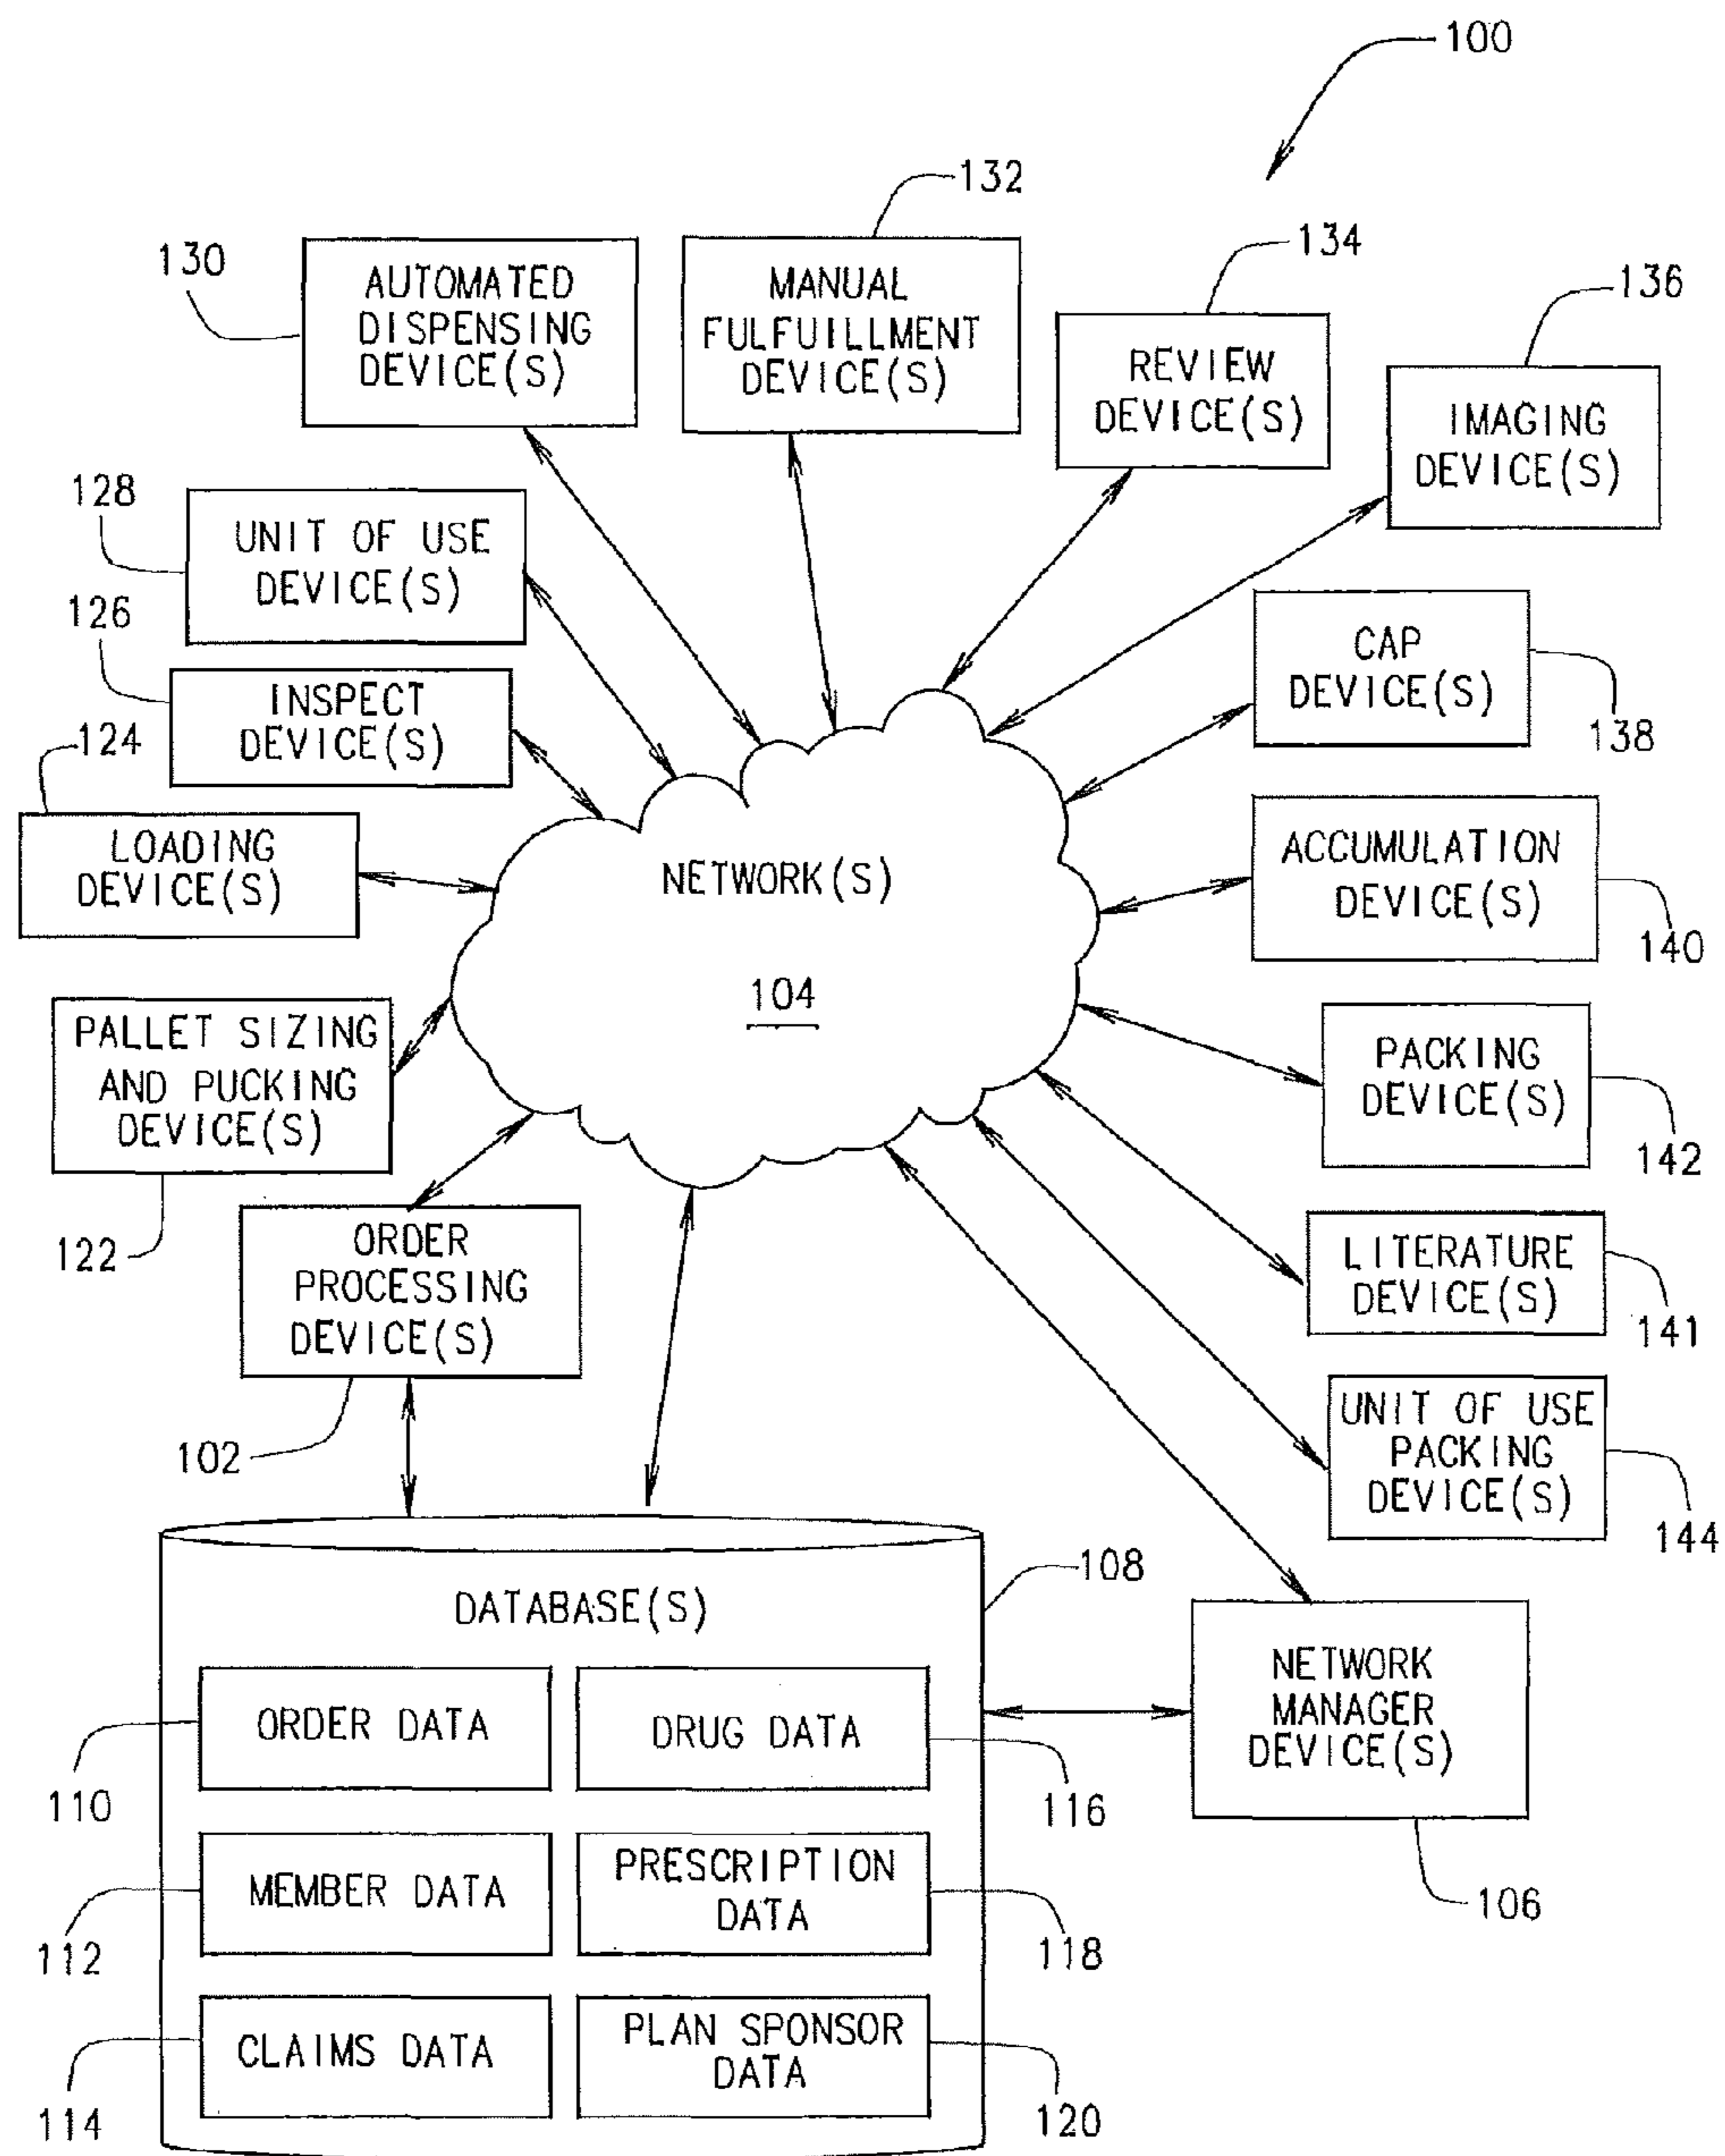 100
132
130
AUTOMATED
DISPENSING
DEVICE(S)
MANUAL
FULFUILLMENT
DEVICE(S)
134
REVIEW
DEVICE(S)
136
IMAGING
DEVICE(S)
128
UNIT OF USE
DEVICE(S)
126
INSPECT
DEVICE(S)
124
LOADING
DEVICE(S)
CAP
DEVICE(S)
138
NETWORK(S)
104
ACCUMULATION
DEVICE(S)
140
PALLET SIZING
AND PUCKING
DEVICE(S)
122
PACKING
DEVICE(S)
142
ORDER
PROCESSING
DEVICE(S)
102
LITERATURE
DEVICE(S)
141
UNIT OF USE
PACKING
DEVICE(S)
144
108
DATABASE(S)
ORDER DATA
110
DRUG DATA
116
MEMBER DATA
112
PRESCRIPTION
DATA
118
CLAIMS DATA
114
PLAN SPONSOR
DATA
120
NETWORK
MANAGER
DEVICE(S)
106